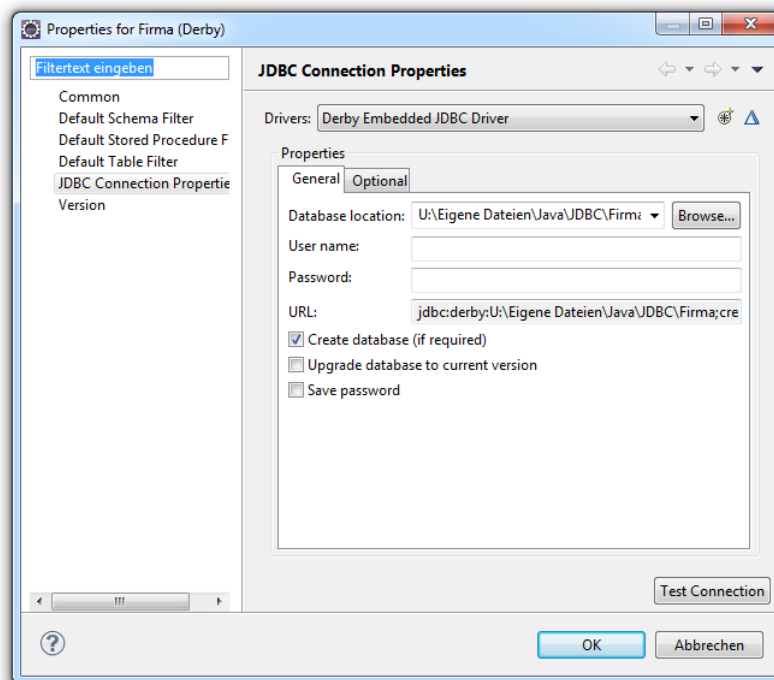 Properties for Firma (Derby)
Filtertext eingeben
Common
Default Schema Filter
Default Stored Procedure F
Default Table Filter
JDBC Connection Propertie
Version
JDBC Connection Properties
Drivers: Derby Embedded JDBC Driver
Properties
General Optional
Database location: U:\Eigene Dateien\Java\JDBC\Firma Browse...
User name:
Password:
URL: jdbc:derby:U:\Eigene Dateien\Java\JDBC\Firma;cre
Create database (if required)
Upgrade database to current version
Save password
Test Connection
OK Abbrechen